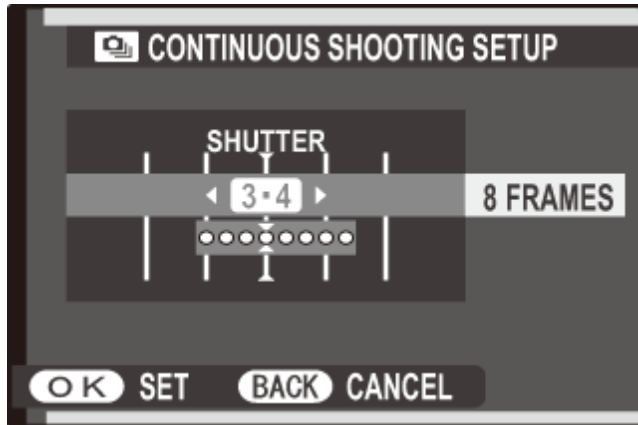 CONTINUOUS SHOOTING SETUP
SHUTTER
3▪4
8 FRAMES
OK SET BACK CANCEL